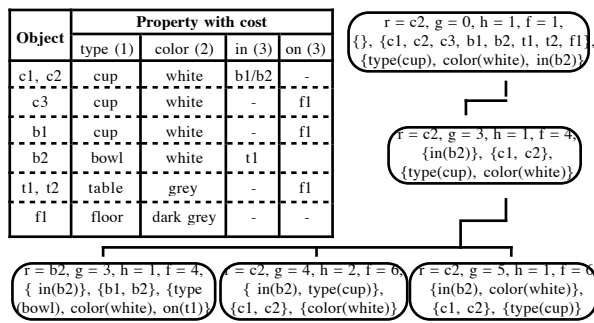 Object
Property with cost
type (1) color (2) in (3) on (3)
c1, c2 cup white b1/b2 -
c3 cup white - f1
b1 cup white - f1
b2 bowl white t1
t1, t2 table grey - f1
f1 floor dark grey - -
r = c2, g = 0, h = 1, f = 1,
{}, {c1, c2, c3, b1, b2, t1, t2, f1},
{type(cup), color(white), in(b2)}
r = c2, g = 3, h = 1, f = 4,
{in(b2)}, {c1, c2},
{type(cup), color(white)}
r = b2, g = 3, h = 1, f = 4,
{ in(b2)}, {b1, b2}, {type
(bowl), color(white), on(t1)}
r = c2, g = 4, h = 2, f = 6,
{ in(b2), type(cup)},
{c1, c2}, {color(white)}
r = c2, g = 5, h = 1, f = 6
{in(b2), color(white)},
{c1, c2}, {type(cup)}